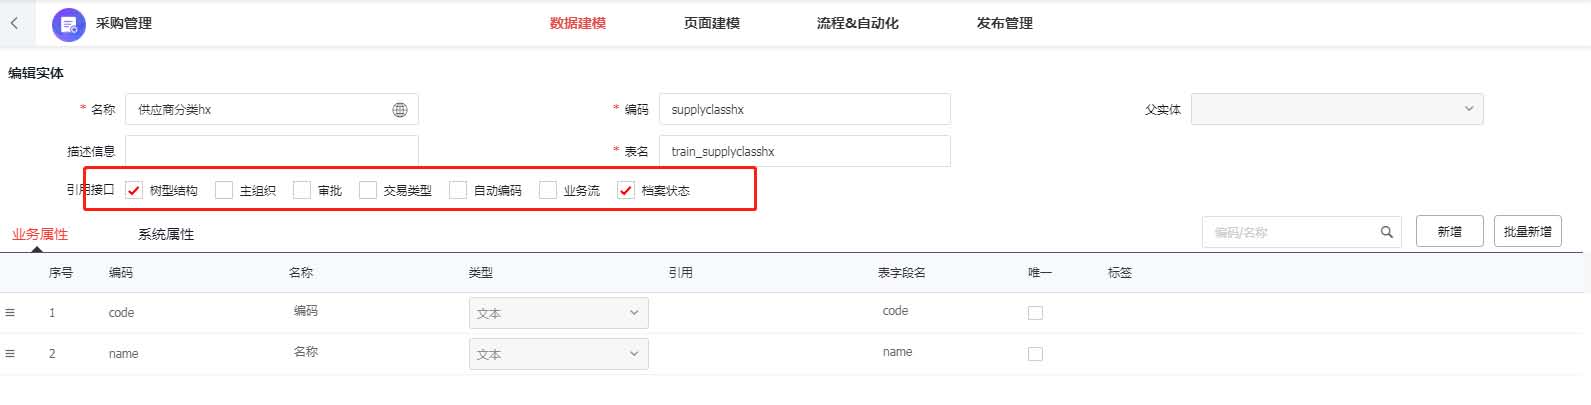 采购管理 数据建模 页面建模 流程&自动化 发布管理
编辑实体
* 名称 供应商分类hx * 编码 supplyclasshx 父实体
描述信息 * 表名 train_supplyclasshx
引用接口 树型结构 主组织 审批 交易类型 自动编码 业务流 档案状态
业务属性 系统属性 编码/名称 新增 批量新增
序号 编码 名称 类型 引用 表字段名 唯一 标签
1 code 编码 文本 code
2 name 名称 文本 name